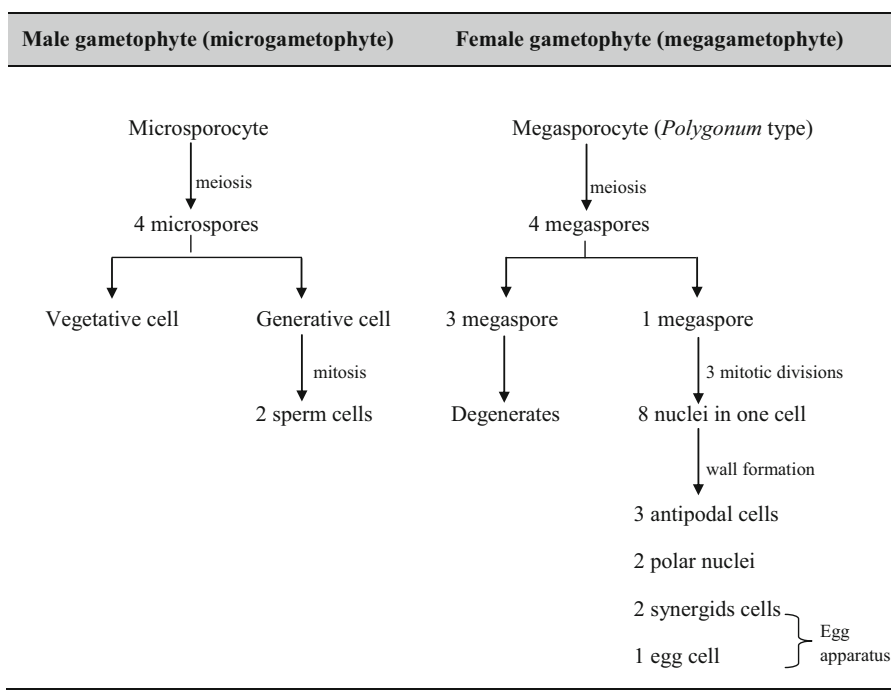 Male gametophyte (microgametophyte)
Female gametophyte (megagametophyte)
Microsporocyte
meiosis
4 microspores
Vegetative cell
Generative cell
mitosis
2 sperm cells
Megasporocyte (Polygonum type)
meiosis
4 megaspores
3 megaspore
1 megaspore
Degenerates
3 mitotic divisions
8 nuclei in one cell
wall formation
3 antipodal cells
2 polar nuclei
2 synergids cells
1 egg cell
Egg
apparatus